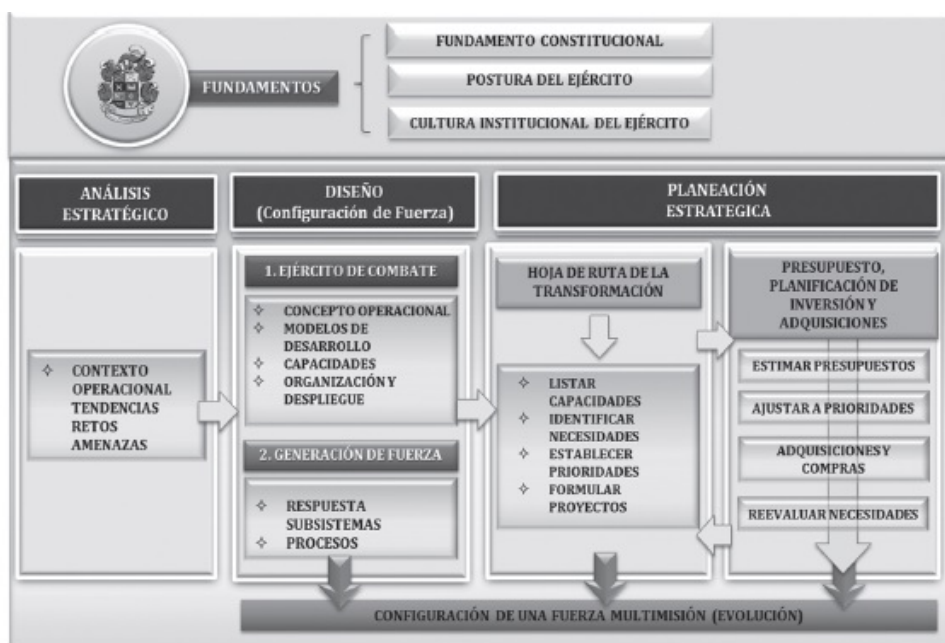 FUNDAMENTOS
FUNDAMENTO CONSTITUCIONAL
POSTURA DEL EJÉRCITO
CULTURA INSTITUCIONAL DEL EJÉRCITO
ANÁLISIS
ESTRATÉGICO
CONTEXTO
OPERACIONAL
TENDENCIAS
RETOS
AMENAZAS
DISEÑO
(Configuración de Fuerza)
1. EJÉRCITO DE COMBATE
CONCEPTO OPERACIONAL
MODELOS DE
DESARROLLO
CAPACIDADES
ORGANIZACIÓN Y
DESPLIEGUE
2. GENERACIÓN DE FUERZA
RESPUESTA
SUBSISTEMAS
PROCESOS
PLANEACIÓN
ESTRATEGICA
HOJA DE RUTA DE LA
TRANSFORMACIÓN
LISTAR
CAPACIDADES
IDENTIFICAR
NECESIDADES
ESTABLECER
PRIORIDADES
FORMULAR
PROYECTOS
PRESUPUESTO,
PLANIFICACIÓN DE
INVERSIÓN Y
ADQUISICIONES
ESTIMAR PRESUPUESTOS
AJUSTAR A PRIORIDADES
ADQUISICIONES Y
COMPRAS
REEVALUAR NECESIDADES
CONFIGURACIÓN DE UNA FUERZA MULTIMISIÓN (EVOLUCIÓN)